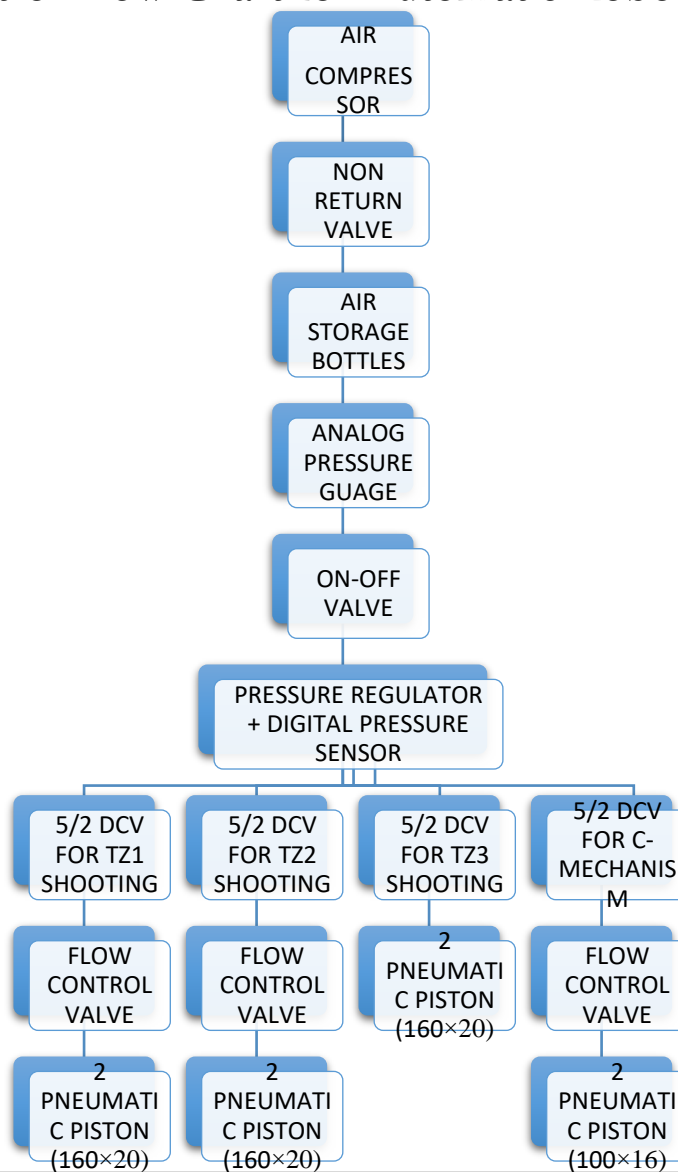 AIR
COMPRES
SOR
NON
RETURN
VALVE
AIR
STORAGE
BOTTLES
ANALOG
PRESSURE
GUAGE
ON-OFF
VALVE
PRESSURE REGULATOR
+ DIGITAL PRESSURE
SENSOR
5/2 DCV
FOR TZ1
SHOOTING
FLOW
CONTROL
VALVE
2
PNEUMATI
C PISTON
(160×20)
5/2 DCV
FOR TZ2
SHOOTING
FLOW
CONTROL
VALVE
2
PNEUMATI
C PISTON
(160×20)
5/2 DCV
FOR TZ3
SHOOTING
2
PNEUMATI
C PISTON
(160×20)
5/2 DCV
FOR C-
MECHANIS
M
FLOW
CONTROL
VALVE
2
PNEUMATI
C PISTON
(100×16)